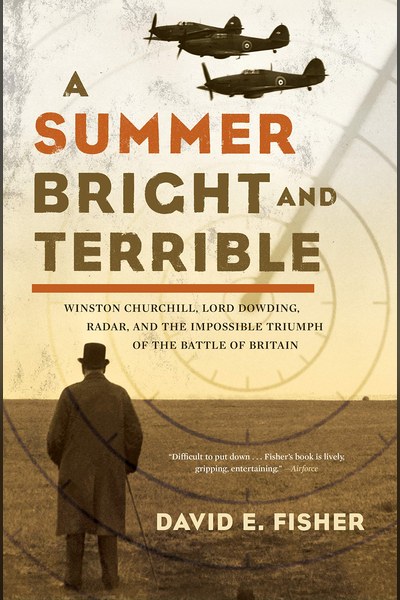 A
SUMMER
BRIGHT AND
TERRIBLE
WINSTON CHURCHILL, LORD DOWDING,
RADAR, AND THE IMPOSSIBLE TRIUMPH
OF THE BATTLE OF BRITAIN
"Difficult to put down . . . Fisher's book is lively,
gripping, entertaining." —Airforce
DAVID E. FISHER